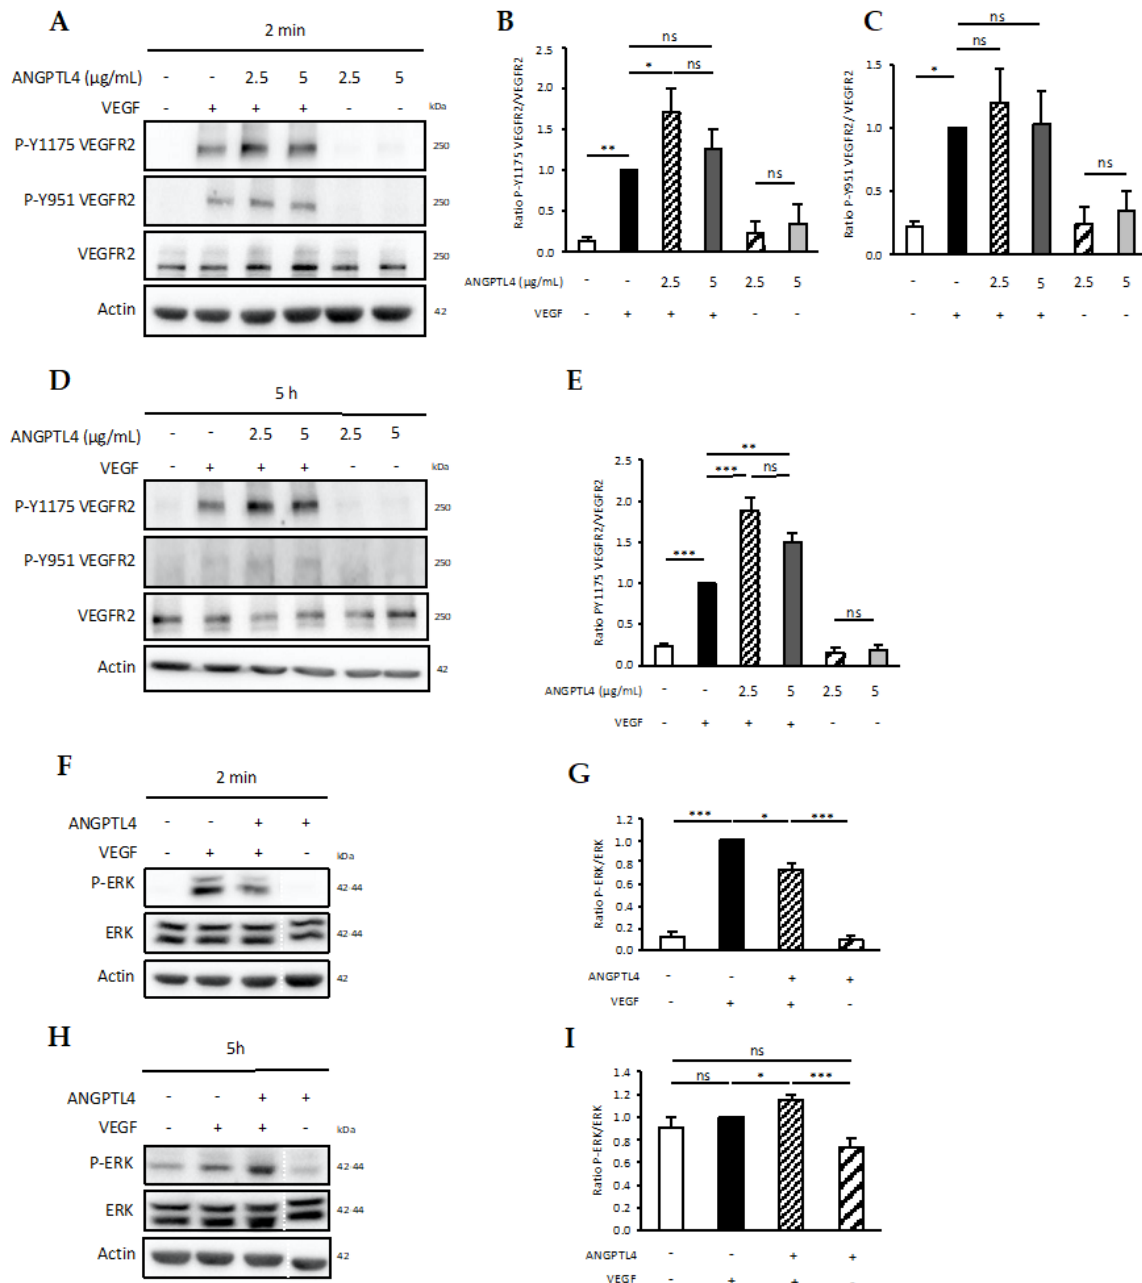 A
2 min
ANGPTL4 (µg/mL) - - 2.5 5 2.5 5
VEGF - + + + - - kDa
P-Y1175 VEGFR2 250
P-Y951 VEGFR2 250
VEGFR2 250
Actin 42
B
Ratio P-Y1175 VEGFR2/VEGFR2
2.5
2.0
1.5
1.0
0.5
0.0
ns
* ns
**
ns
ANGPTL4 (µg/mL) - - 2.5 5 2.5 5
VEGF - + + + - -
C
Ratio P-Y951 VEGFR2/ VEGFR2
1.5
1.0
0.5
0.0
ns
ns
*
ns
- - 2.5 5 2.5 5
- + + + - -
D
5 h
ANGPTL4 (µg/mL) - - 2.5 5 2.5 5
VEGF - + + + - - kDa
P-Y1175 VEGFR2 250
P-Y951 VEGFR2 250
VEGFR2 250
Actin 42
E
Ratio PY1175 VEGFR2/VEGFR2
2.5
2.0
1.5
1.0
0.5
0.0
**
*** ns
***
ns
ANGPTL4 (µg/mL) - - 2.5 5 2.5 5
VEGF - + + + - -
F
2 min
ANGPTL4 - - + +
VEGF - + + - kDa
P-ERK 42-44
ERK 42-44
Actin 42
G
Ratio P-ERK/ERK
1.2
1.0
0.8
0.6
0.4
0.2
0.0
*** * ***
ANGPTL4 - - + +
VEGF - + + -
H
5h
ANGPTL4 - - + +
VEGF - + + - kDa
P-ERK 42-44
ERK 42-44
Actin 42
I
Ratio P-ERK/ERK
1.4
1.2
1.0
0.8
0.6
0.4
0.2
0.0
ns
ns * ***
ANGPTL4 - - + +
VEGF - + + -